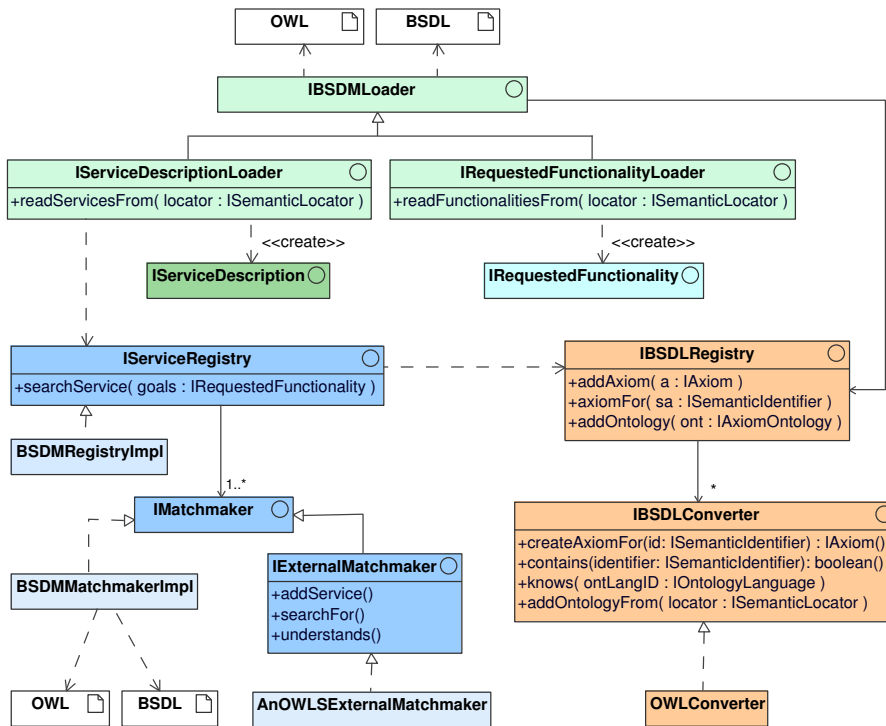 OWL
BSDL
IBSDMLoader
IServiceDescriptionLoader
+readServicesFrom( locator : ISemanticLocator )
IRequestedFunctionalityLoader
+readFunctionalitiesFrom( locator : ISemanticLocator )
<<create>>
<<create>>
IServiceDescription
IRequestedFunctionality
IServiceRegistry
+searchService( goals : IRequestedFunctionality )
IBSDLRegistry
+addAxiom( a : IAxiom )
+axiomFor( sa : ISemanticIdentifier )
+addOntology( ont : IAxiomOntology )
BSDMRegistryImpl
1..*
*
IMatchmaker
IBSDLConverter
+createAxiomFor(id: ISemanticIdentifier) : IAxiom()
+contains(identifier: ISemanticIdentifier): boolean()
+knows( ontLangID : IOntologyLanguage )
+addOntologyFrom( locator : ISemanticLocator )
IExternalMatchmaker
+addService()
+searchFor()
+understands()
BSDMMatchmakerImpl
OWL
BSDL
AnOWLSExternalMatchmaker
OWLConverter